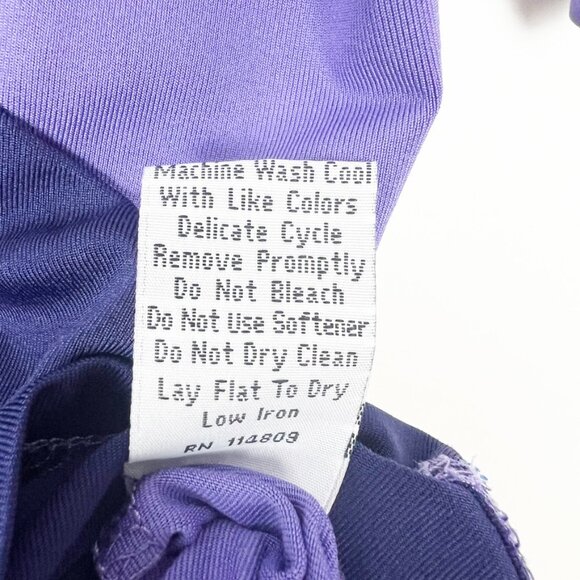 Machine Wash Cool
With Like Colors
Delicate Cycle
Remove Promptly
Do Not Bleach
Do Not Use Softener
Do Not Dry Clean
Lay Flat To Dry
Low Iron
RN 114809